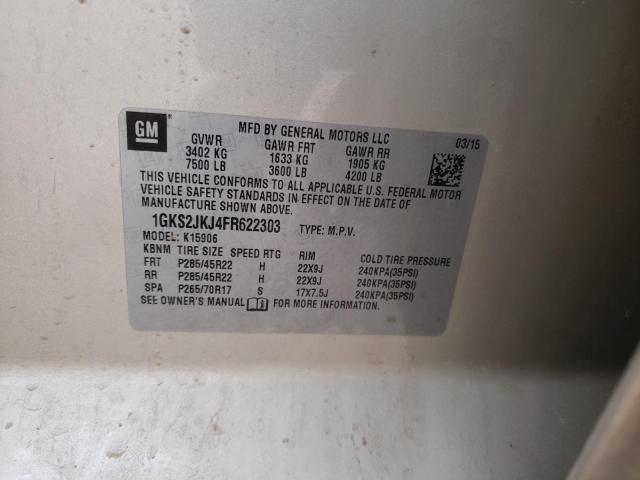 GM
MFD BY GENERAL MOTORS LLC
03/15
GVWR GAWR FRT GAWR RR
3402 KG 1633 KG 1905 KG
7500 LB 3600 LB 4200 LB
THIS VEHICLE CONFORMS TO ALL APPLICABLE U.S. FEDERAL MOTOR
VEHICLE SAFETY STANDARDS IN EFFECT ON THE DATE OF
MANUFACTURE SHOWN ABOVE.
1GKS2JKJ4FR622303 TYPE: M.P.V.
MODEL: K15906
KBNM TIRE SIZE SPEED RTG RIM COLD TIRE PRESSURE
FRT P285/45R22 H 22X9J 240KPA(35PSI)
RR P285/45R22 H 22X9J 240KPA(35PSI)
SPA P265/70R17 S 17X7.5J 240KPA(35PSI)
SEE OWNER'S MANUAL FOR MORE INFORMATION.